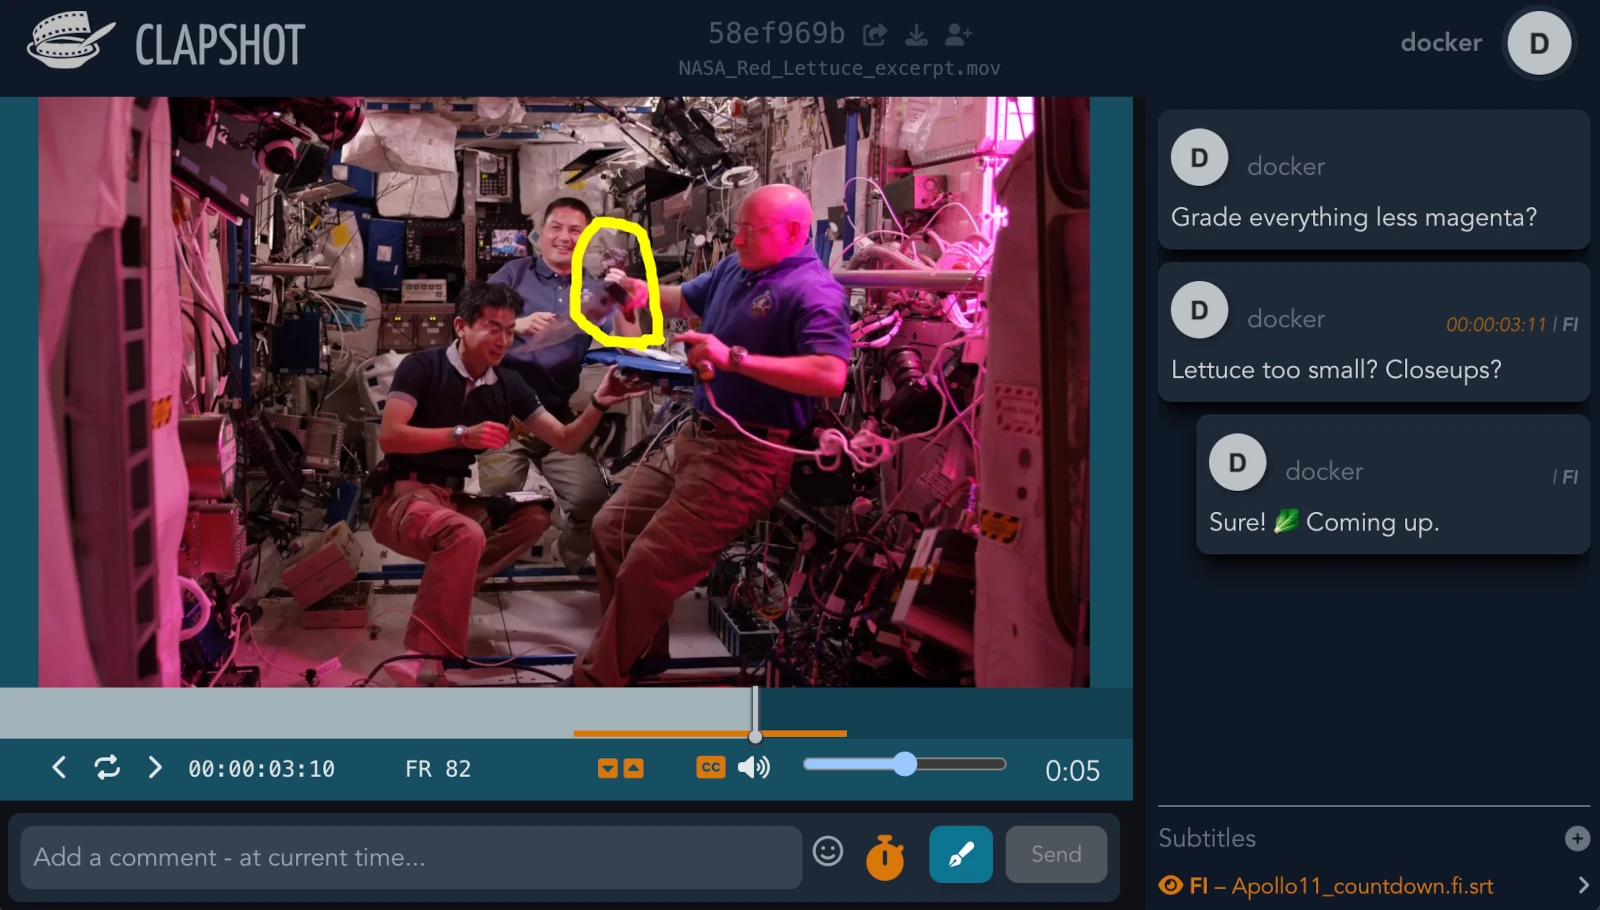 CLAPSHOT
58ef969b
NASA_Red_Lettuce_excerpt.mov
docker
D
D
docker
Grade everything less magenta?
D
docker
00:00:03:11 | FI
Lettuce too small? Closeups?
D
docker
| FI
Sure! 🥬 Coming up.
00:00:03:10
FR 82
CC
0:05
Add a comment - at current time...
Send
Subtitles
FI – Apollo11_countdown.fi.srt